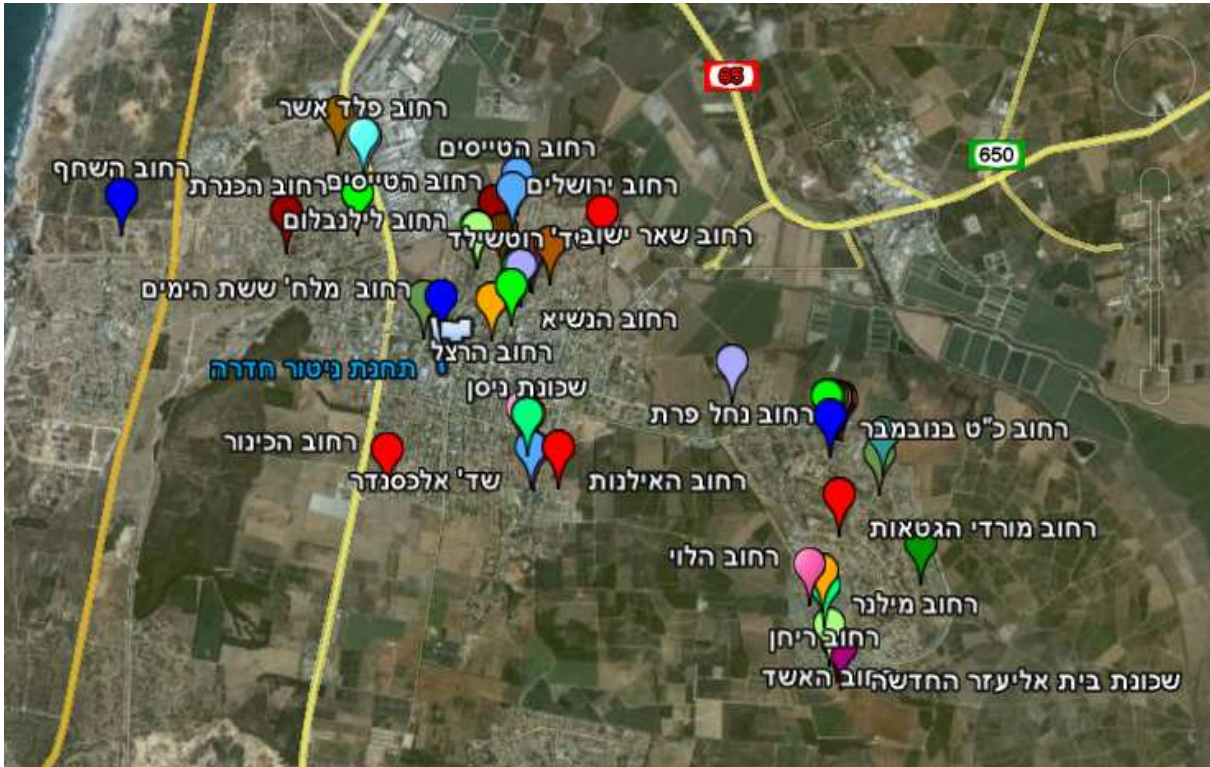 65
רחוב פלד אשר
רחוב הטייסים
650
רחוב השחף
רחוב הכנרת
רחוב הטייסים
רחוב ירושלים
רחוב לילנבלום
שד' רוטשילד
רחוב שאר ישוב
רחוב מלח' ששת הימים
רחוב הנשיא
רחוב הרצל
תחנת ניטור חדרה
שכונת ניסן
רחוב נחל פרת
רחוב כ"ט בנובמבר
רחוב הכינור
שד' אלכסנדר
רחוב האילנות
רחוב מורדי הגטאות
רחוב הלוי
רחוב מילנר
רחוב ריחן
רחוב האשד
שכונת בית אליעזר החדשה